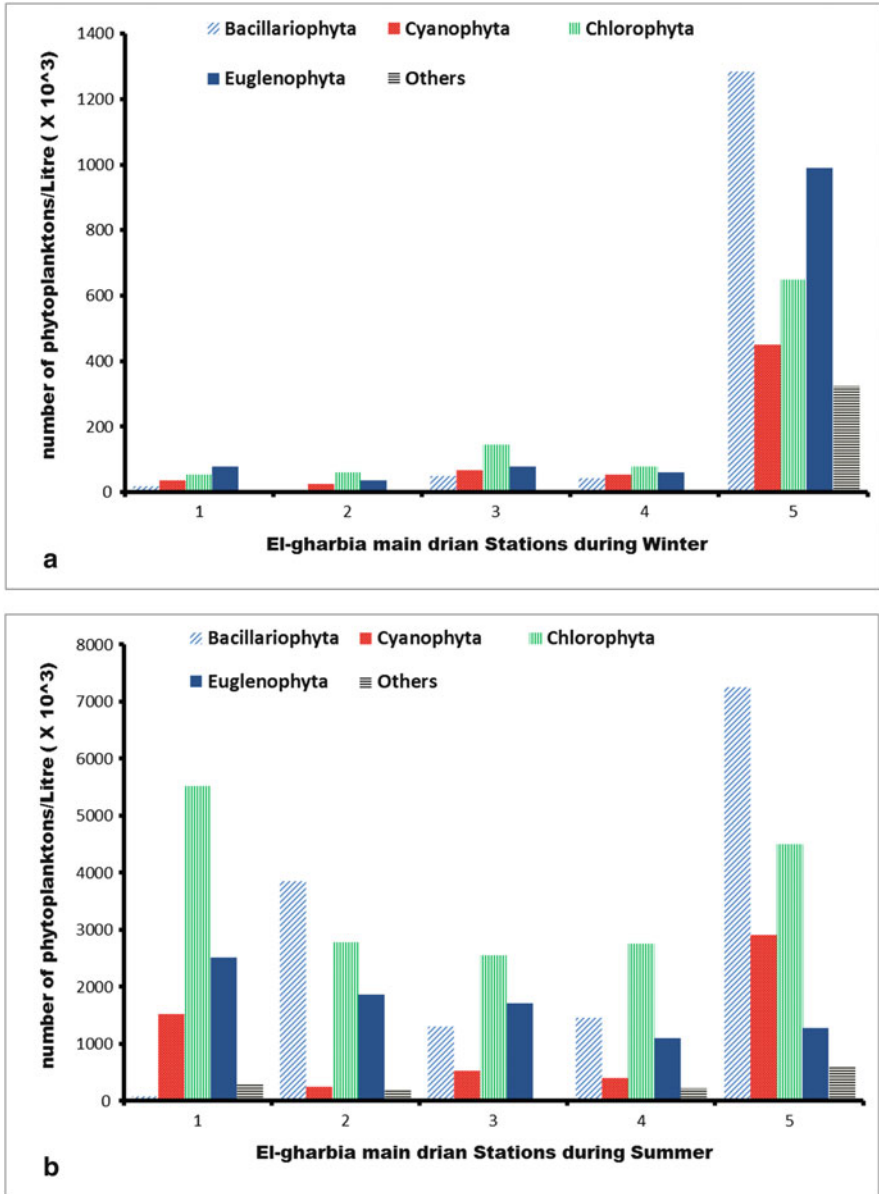 Bacillariophyta Cyanophyta Chlorophyta
Euglenophyta Others
number of phytoplanktons/Litre ( X 10^3)
1400
1200
1000
800
600
400
200
0
1 2 3 4 5
El-gharbia main drian Stations during Winter
a
Bacillariophyta Cyanophyta Chlorophyta
Euglenophyta Others
number of phytoplanktons/Litre ( X 10^3)
8000
7000
6000
5000
4000
3000
2000
1000
0
1 2 3 4 5
El-gharbia main drian Stations during Summer
b